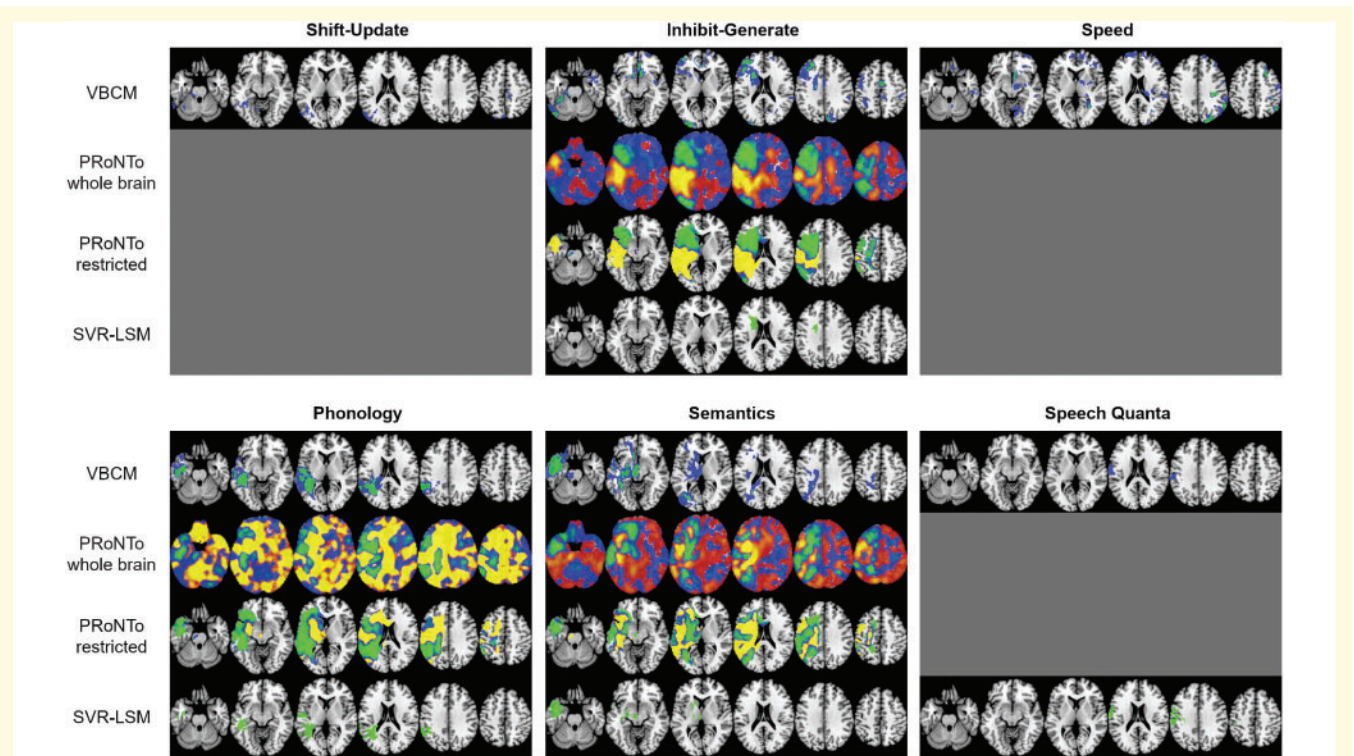 Shift-Update
Inhibit-Generate
Speed
VBCM
PRoNTo
whole brain
PRoNTo
restricted
SVR-LSM
Phonology
Semantics
Speech Quanta
VBCM
PRoNTo
whole brain
PRoNTo
restricted
SVR-LSM